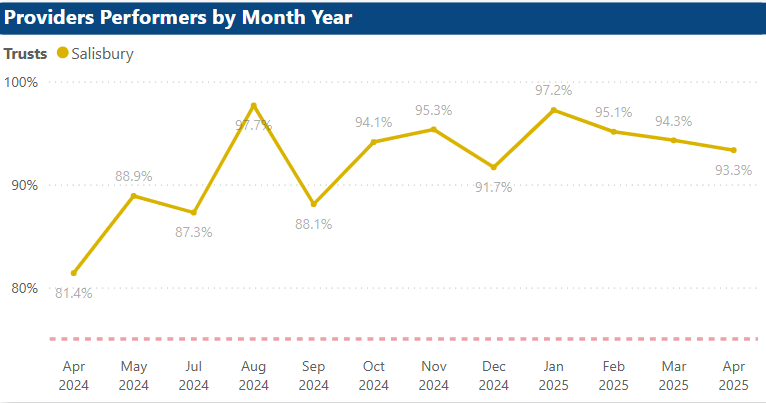 Providers Performers by Month Year
Trusts Salisbury
100%
90%
80%
81.4%
88.9%
87.3%
97.7%
88.1%
94.1%
95.3%
91.7%
97.2%
95.1%
94.3%
93.3%
Apr 2024
May 2024
Jul 2024
Aug 2024
Sep 2024
Oct 2024
Nov 2024
Dec 2024
Jan 2025
Feb 2025
Mar 2025
Apr 2025